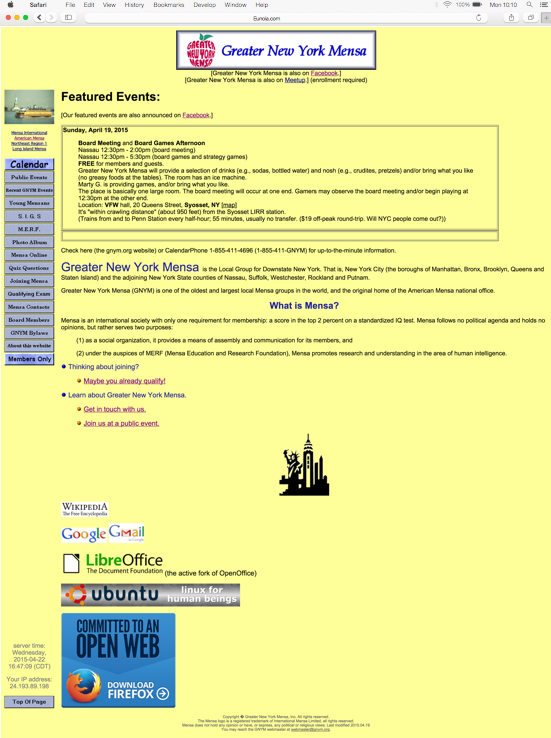 Safari File Edit View History Bookmarks Develop Window Help 100% Mon 10:10
Eunoia.com
GREATER NEW YORK MENSA
Greater New York Mensa
[Greater New York Mensa is also on Facebook.]
[Greater New York Mensa is also on Meetup.] (enrollment required)
Mensa International
American Mensa
Northeast Region 1
Long Island Mensa
Calendar
Public Events
Recent GNYM Events
Young Mensans
S. I. G. S
M.E.R.F.
Photo Album
Mensa Online
Quiz Questions
Joining Mensa
Qualifying Exam
Mensa Contacts
Board Members
GNYM Bylaws
About this website
Members Only
server time:
Wednesday,
2015-04-22
16:47:09 (CDT)
Your IP address:
24.193.89.198
Top Of Page
Featured Events:
[Our featured events are also announced on Facebook.]
Sunday, April 19, 2015
Board Meeting and Board Games Afternoon
Nassau 12:30pm - 2:00pm (board meeting)
Nassau 12:30pm - 5:30pm (board games and strategy games)
FREE for members and guests.
Greater New York Mensa will provide a selection of drinks (e.g., sodas, bottled water) and nosh (e.g., crudites, pretzels) and/or bring what you like
(no greasy foods at the tables). The room has an ice machine.
Marty G. is providing games, and/or bring what you like.
The place is basically one large room. The board meeting will occur at one end. Gamers may observe the board meeting and/or begin playing at
12:30pm at the other end.
Location: VFW hall, 20 Queens Street, Syosset, NY [map]
It's "within crawling distance" (about 950 feet) from the Syosset LIRR station.
(Trains from and to Penn Station every half-hour; 55 minutes, usually no transfer. ($19 off-peak round-trip. Will NYC people come out?))
Check here (the gnym.org website) or CalendarPhone 1-855-411-4696 (1-855-411-GNYM) for up-to-the-minute information.
Greater New York Mensa is the Local Group for Downstate New York. That is, New York City (the boroughs of Manhattan, Bronx, Brooklyn, Queens and
Staten Island) and the adjoining New York State counties of Nassau, Suffolk, Westchester, Rockland and Putnam.
Greater New York Mensa (GNYM) is one of the oldest and largest local Mensa groups in the world, and the original home of the American Mensa national office.
What is Mensa?
Mensa is an international society with only one requirement for membership: a score in the top 2 percent on a standardized IQ test. Mensa follows no political agenda and holds no
opinions, but rather serves two purposes:
(1) as a social organization, it provides a means of assembly and communication for its members, and
(2) under the auspices of MERF (Mensa Education and Research Foundation), Mensa promotes research and understanding in the area of human intelligence.
Thinking about joining?
Maybe you already qualify!
Learn about Greater New York Mensa.
Get in touch with us.
Join us at a public event.
WIKIPEDIA
The Free Encyclopedia
Google Gmail
by Google
LibreOffice
The Document Foundation (the active fork of OpenOffice)
ubuntu linux for
human beings
COMMITTED TO AN
OPEN WEB
DOWNLOAD
FIREFOX
Copyright © Greater New York Mensa, Inc. All rights reserved.
The Mensa logo is a registered trademark of International Mensa Limited, all rights reserved.
Mensa does not hold any opinion or have, or express, any political or religious views. Last modified 2015.04.19.
You may reach the GNYM webmaster at webmaster@gnym.org.